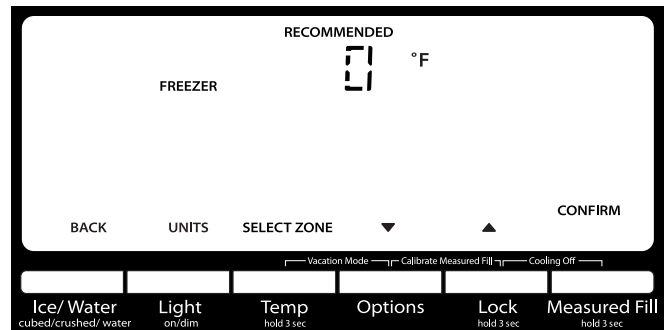 RECOMMENDED
FREEZER 0 °F
CONFIRM
BACK UNITS SELECT ZONE ▼ ▲
Vacation Mode Calibrate Measured Fill Cooling Off
Ice/ Water Light Temp Options Lock Measured Fill
cubed/crushed/ water on/dim hold 3 sec hold 3 sec hold 3 sec